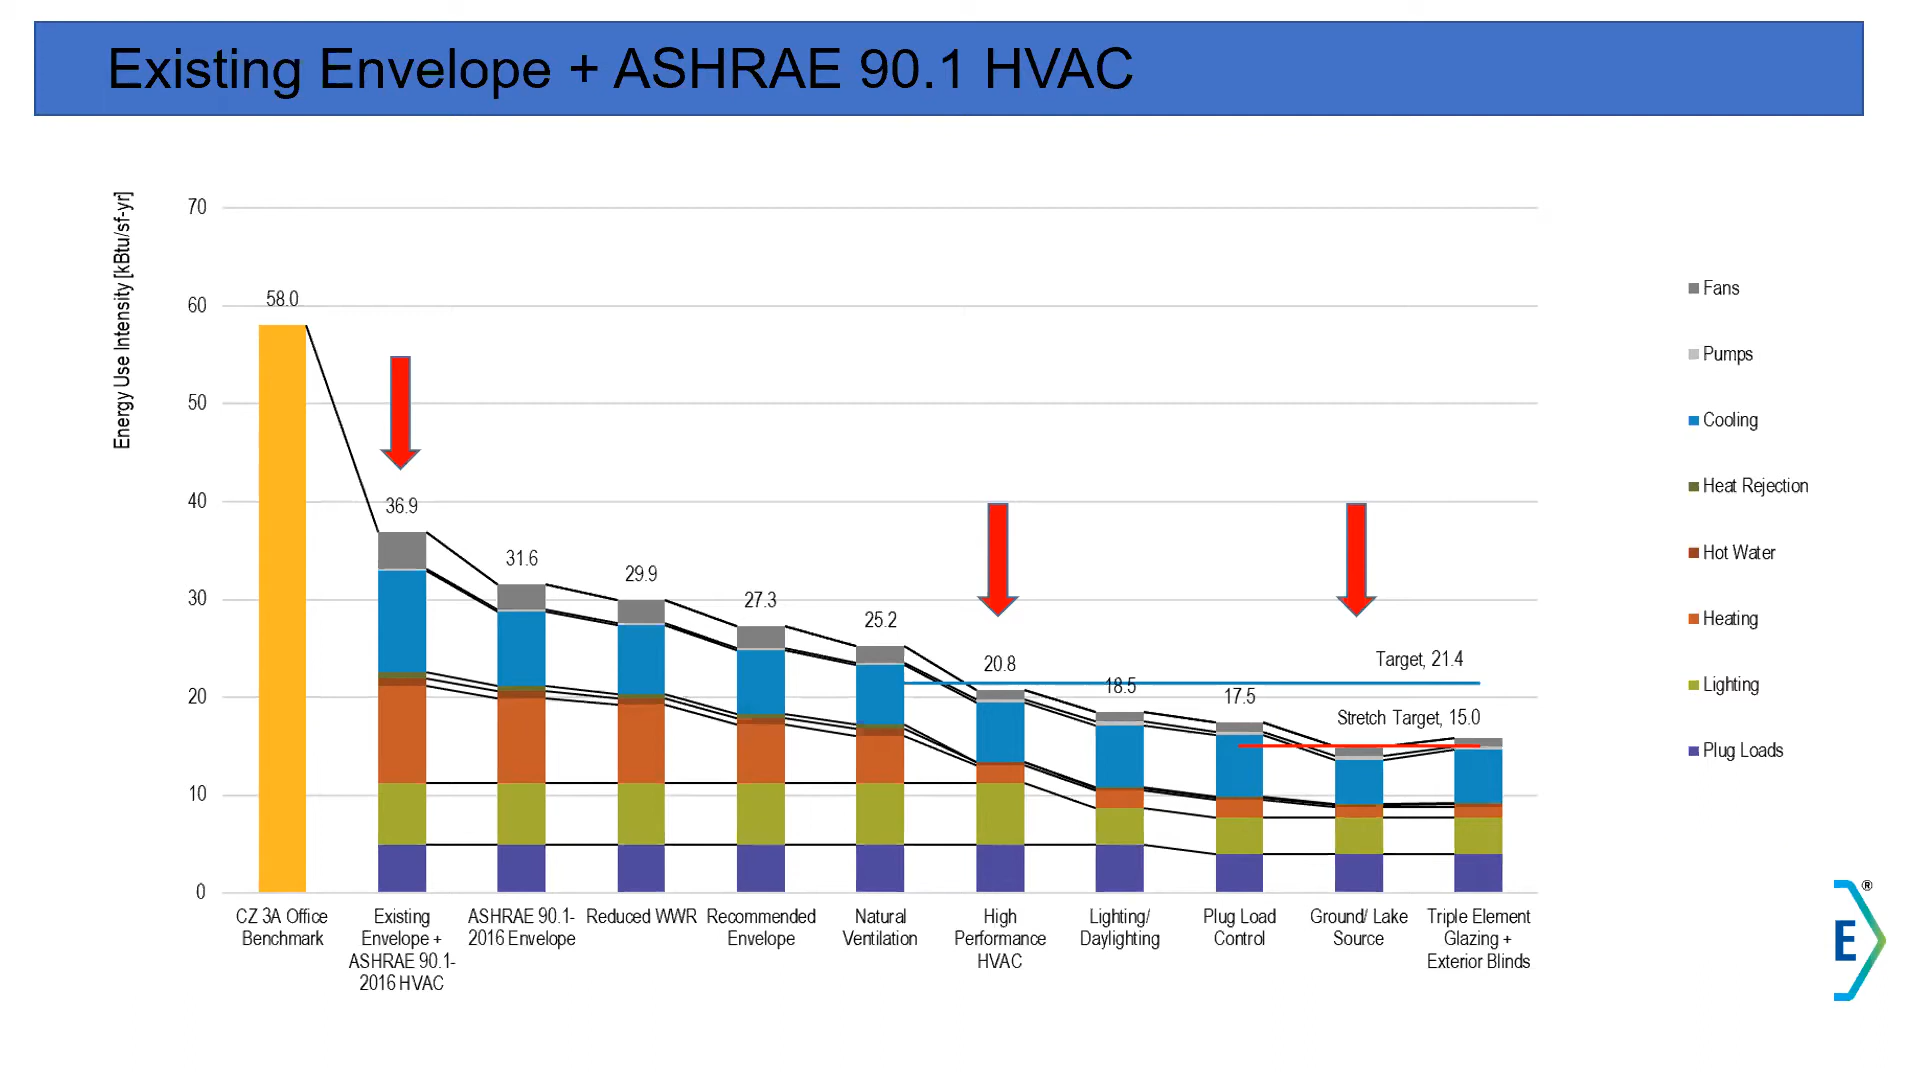 Existing Envelope + ASHRAE 90.1 HVAC
Energy Use Intensity [kBtu/sf-yr]
70
60
50
40
30
20
10
0
58.0
36.9
31.6
29.9
27.3
25.2
20.8
18.5
17.5
Target, 21.4
Stretch Target, 15.0
CZ 3A Office
Benchmark
Existing
Envelope +
ASHRAE 90.1-
2016 HVAC
ASHRAE 90.1-
2016 Envelope
Reduced WWR
Recommended
Envelope
Natural
Ventilation
High
Performance
HVAC
Lighting/
Daylighting
Plug Load
Control
Ground/ Lake
Source
Triple Element
Glazing +
Exterior Blinds
Fans
Pumps
Cooling
Heat Rejection
Hot Water
Heating
Lighting
Plug Loads
E
®